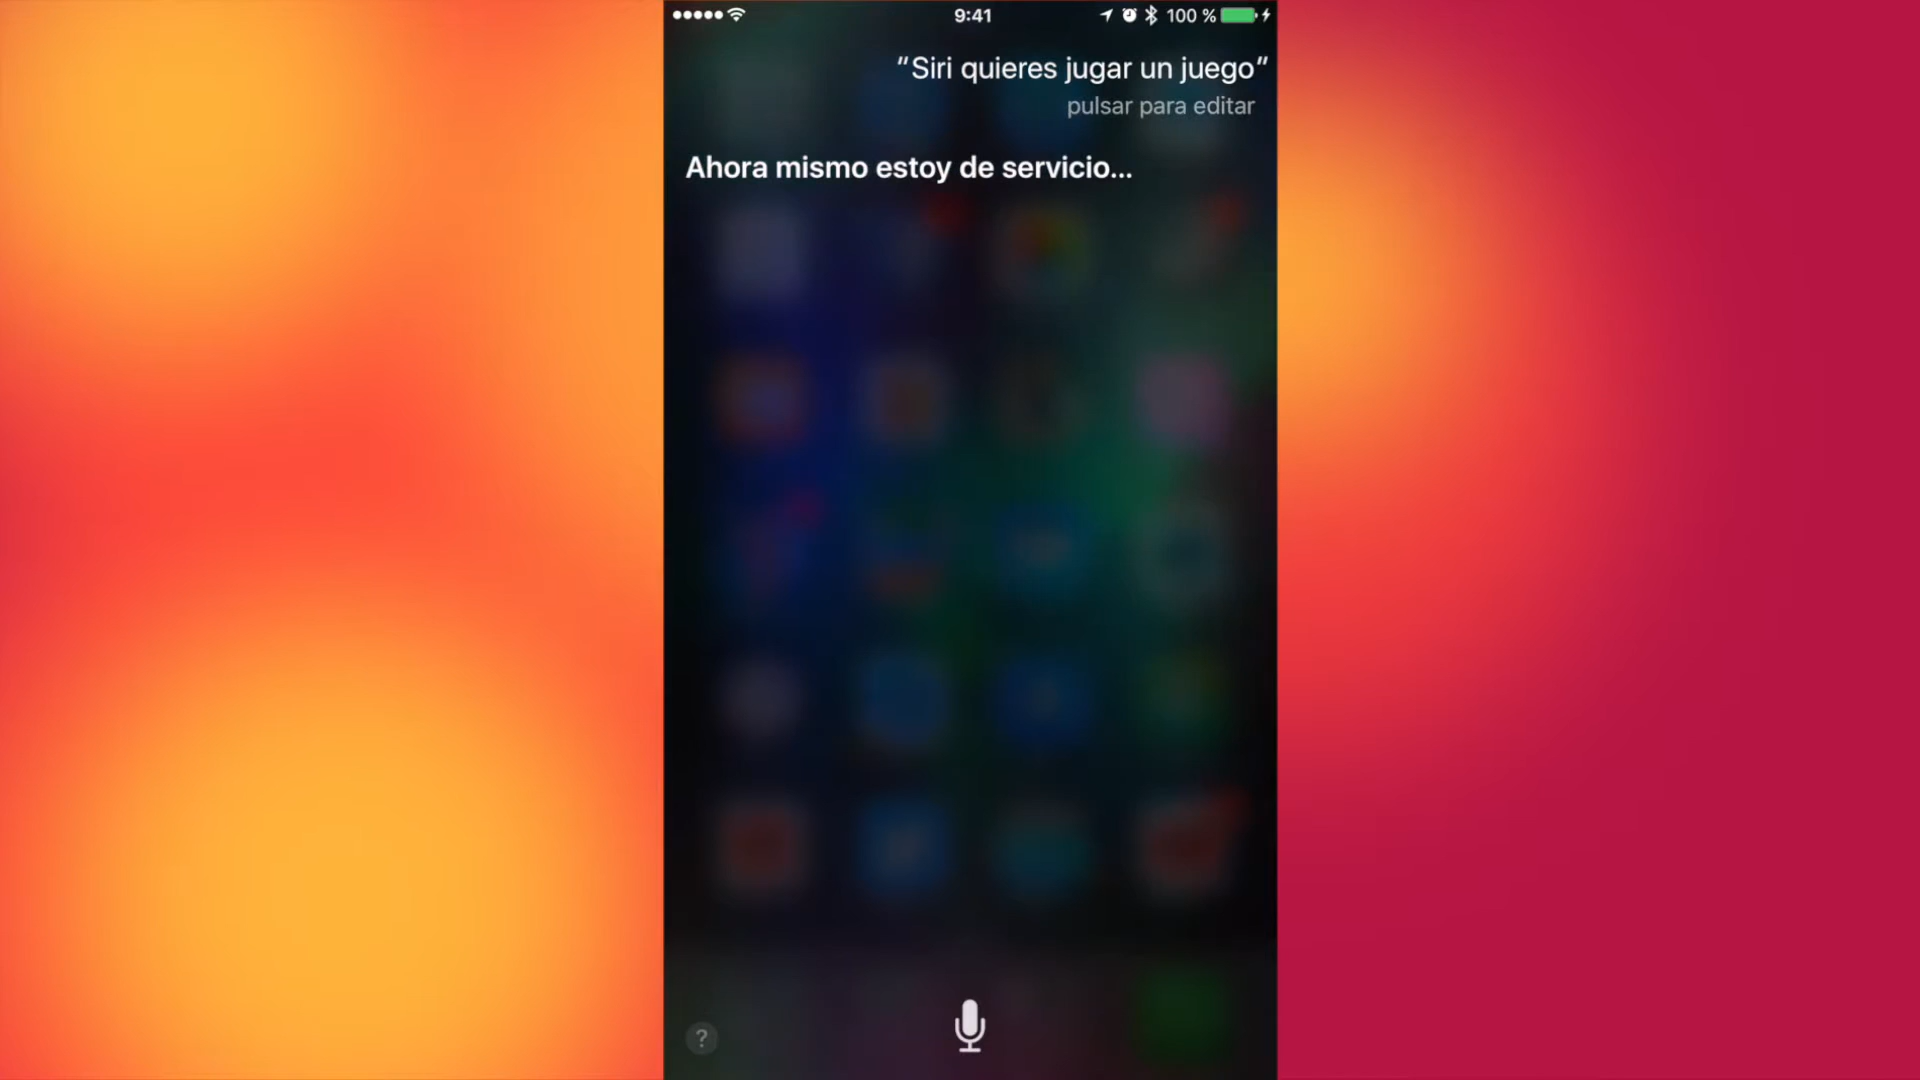 9:41
100 %
“Siri quieres jugar un juego”
pulsar para editar
Ahora mismo estoy de servicio...
?